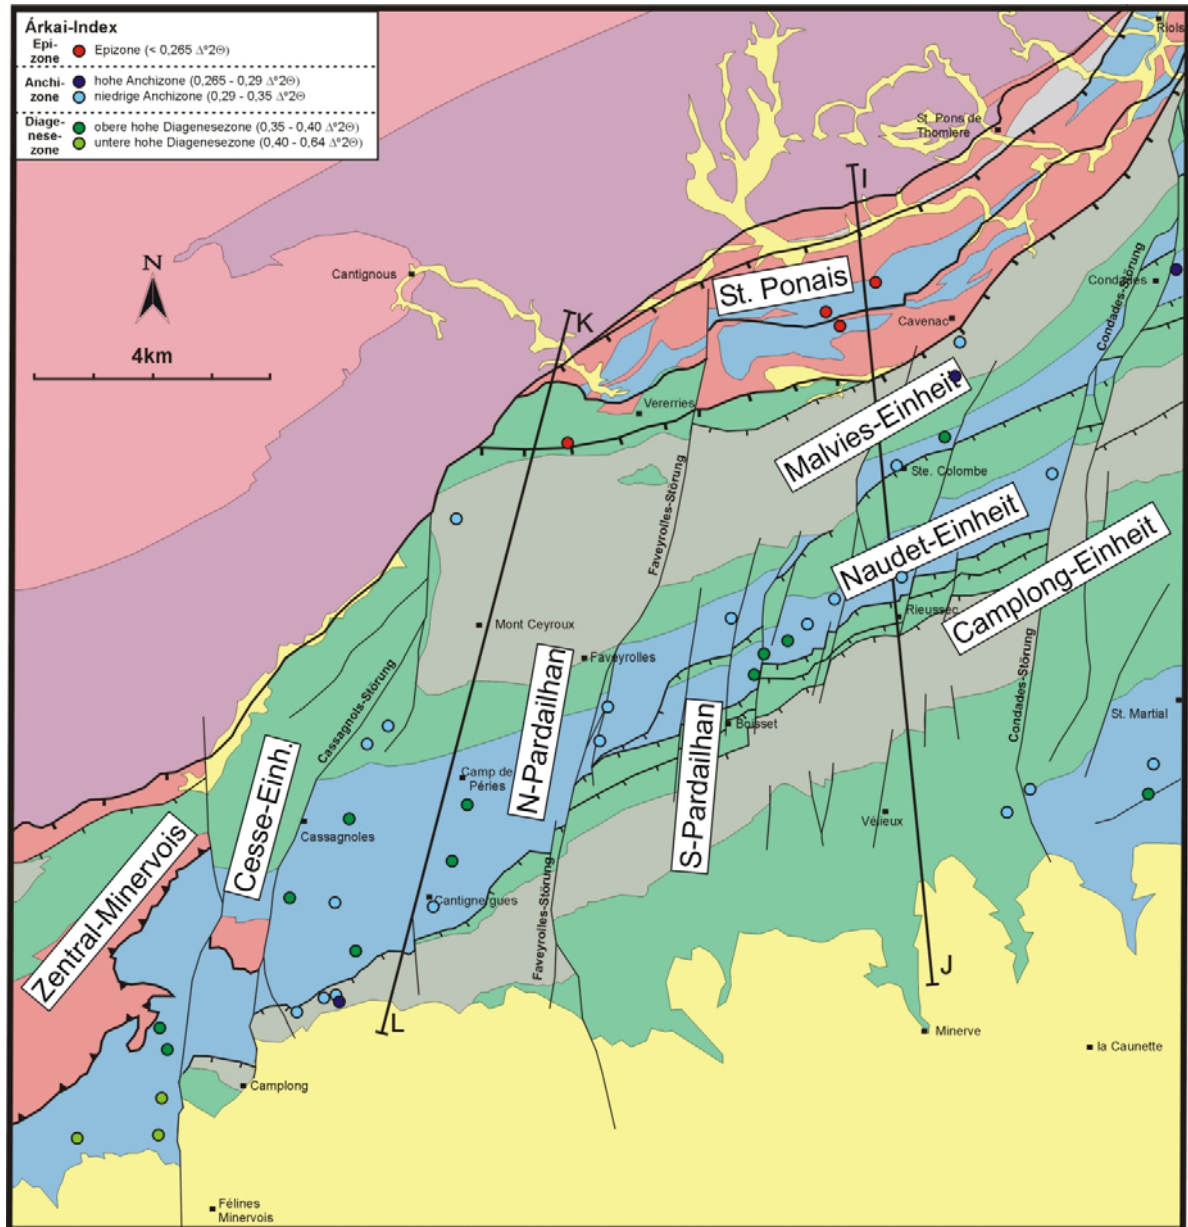 Árkai-Index
Epi-
zone
Epizone (< 0,265 Δ°2Θ)
Anchi-
zone
hohe Anchizone (0,265 - 0,29 Δ°2Θ)
niedrige Anchizone (0,29 - 0,35 Δ°2Θ
Diage-
nese-
zone
obere hohe Diagenesezone (0,35 - 0,40 Δ°2Θ)
untere hohe Diagenesezone (0,40 - 0,64 Δ°2Θ)
Riols
St. Pons de
Thomière
I
N
Cantignous
St. Ponais
Condades
Condades-Störung
4km
K
Cavenac
Vererries
Malvies-Einheit
Ste. Colombe
Faveyrolles-Störung
Naudet-Einheit
Camplong-Einheit
Mont Ceyroux
Rieussec
Faveyrolles
Cassagnois-Störung
N-Pardailhan
S-Pardailhan
Boisset
Condades-Störung
St. Martial
Camp de
Péries
Cesse-Einh.
Cassagnoles
Vélieux
Zentral-Minervois
Cantignergues
Faveyrolles-Störung
J
L
Minerve
la Caunette
Camplong
Félines
Minervois